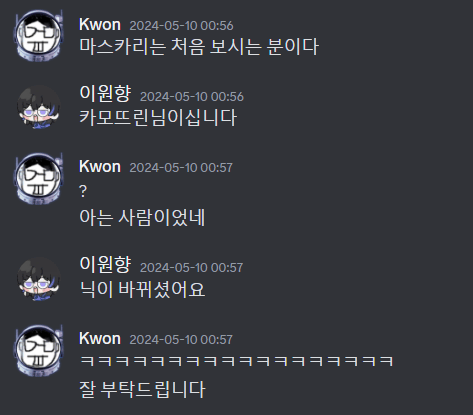 Kwon 2024-05-10 00:56
마스카리는 처음 보시는 분이다
이원향 2024-05-10 00:56
카모뜨린님이십니다
Kwon 2024-05-10 00:57
?
아는 사람이었네
이원향 2024-05-10 00:57
닉이 바뀌셨어요
Kwon 2024-05-10 00:57
ㅋㅋㅋㅋㅋㅋㅋㅋㅋㅋㅋㅋㅋㅋㅋㅋㅋㅋ
잘 부탁드립니다